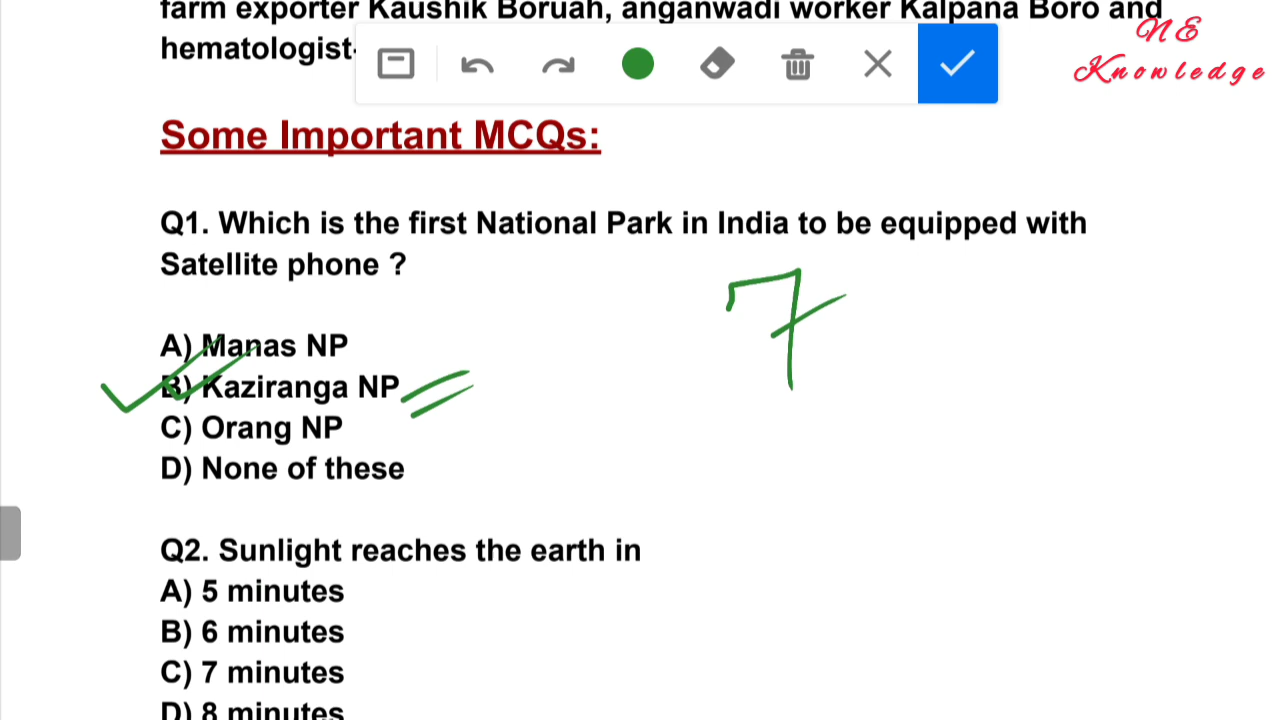 farm exporter Kaushik Boruah, anganwadi worker Kalpana Boro and
hematologist-
NE
Knowledge
Some Important MCQs:
Q1. Which is the first National Park in India to be equipped with
Satellite phone ?
7
A) Manas NP
B) Kaziranga NP
C) Orang NP
D) None of these
Q2. Sunlight reaches the earth in
A) 5 minutes
B) 6 minutes
C) 7 minutes
D) 8 minutes